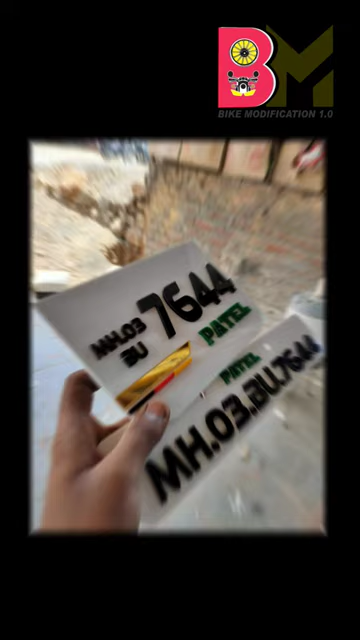 BM
BIKE MODIFICATION 1.0
MH.03
BU
7644
PATEL
PATEL
MH.03.BU.7644